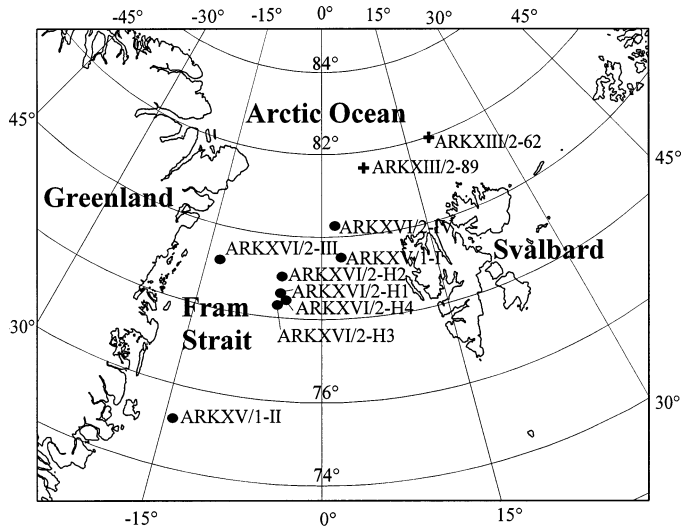 -45° -30° -15° 0° 15° 30° 45°
84°
Arctic Ocean
45°
82°
ARKXIII/2-62
45°
ARKXIII/2-89
Greenland
ARKXVI/2-IV
ARKXVI/2-III
ARKXV/1-I
Svalbard
ARKXVI/2-H2
ARKXVI/2-H1
Fram
Strait
ARKXVI/2-H4
30°
ARKXVI/2-H3
76°
30°
ARKXV/1-II
74°
-15° 0° 15°